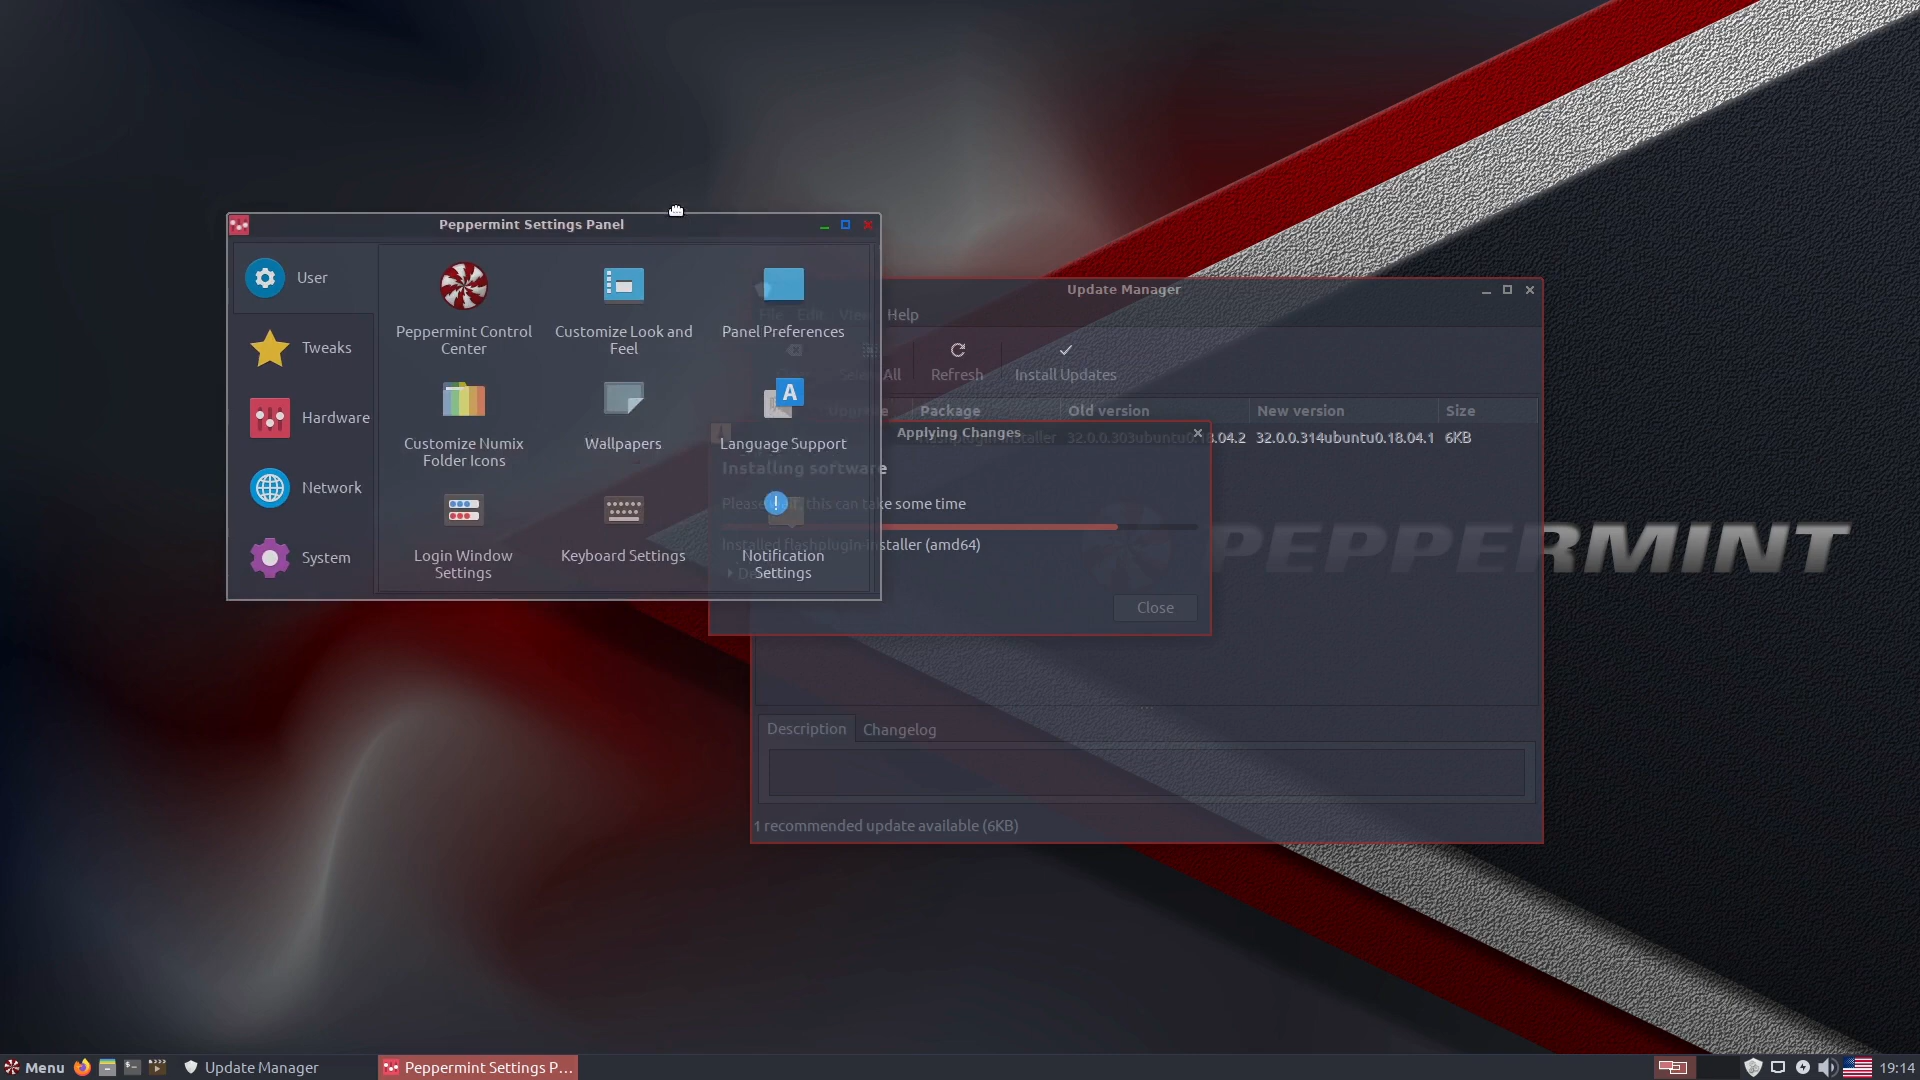 Peppermint Settings Panel
User
Tweaks
Hardware
Network
System
Peppermint Control
Center
Customize Look and
Feel
Panel Preferences
Customize Numix
Folder Icons
Wallpapers
Language Support
Login Window
Settings
Keyboard Settings
Notification
Settings
Update Manager
File Edit View Help
Select All Refresh Install Updates
Upgrade Package Old version New version Size
32.0.0.303ubuntu0.18.04.2 32.0.0.314ubuntu0.18.04.1 6KB
Applying Changes
Installing software
Please wait, this can take some time
Installed flashplugin-installer (amd64)
Close
Description Changelog
1 recommended update available (6KB)
PEPPERMINT
Menu Update Manager Peppermint Settings P... 19:14